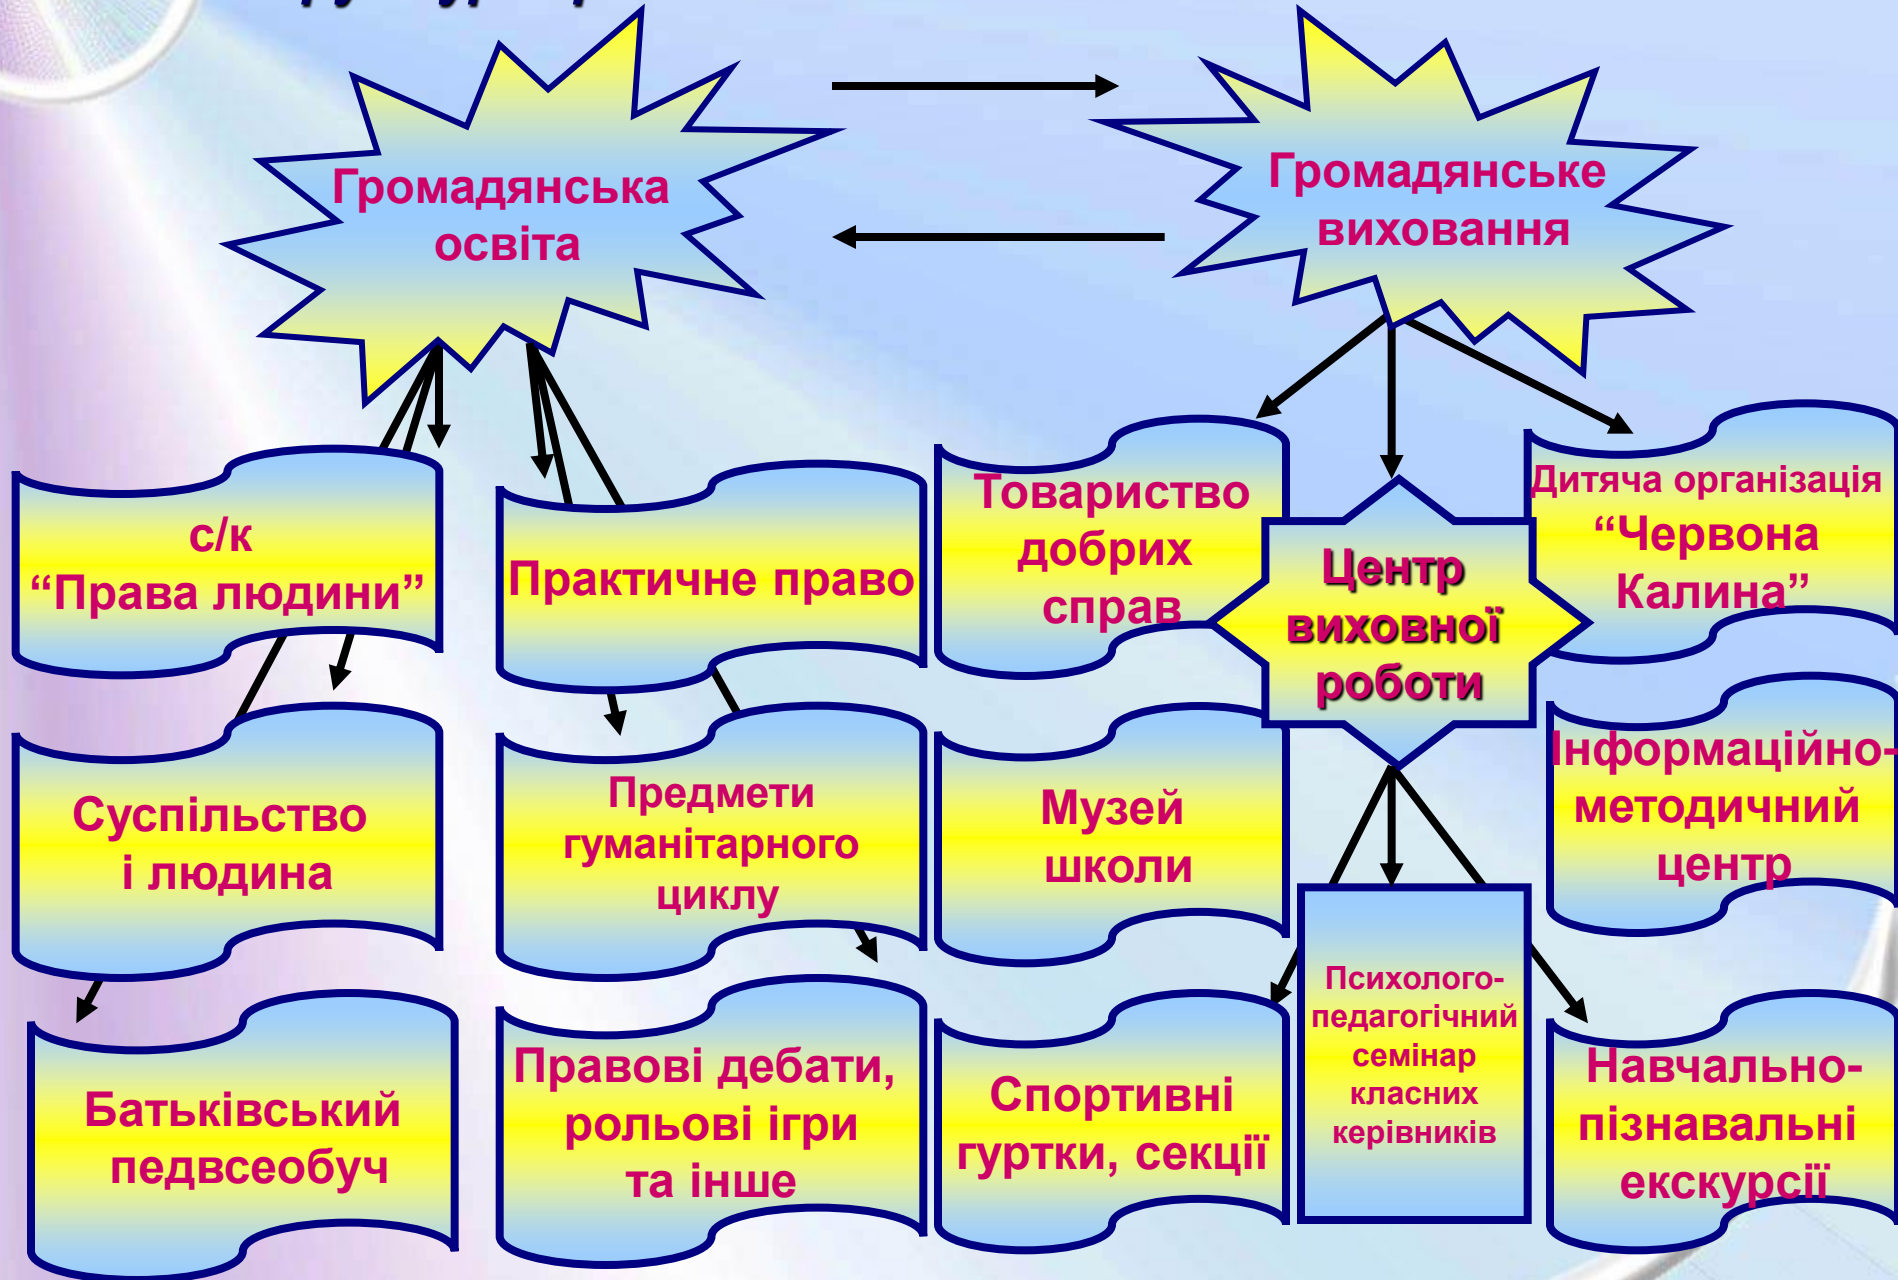 Громадянська
освіта
Громадянське
виховання
с/к
“Права людини”
Практичне право
Товариство
добрих
справ
Центр
виховної
роботи
Дитяча організація
“Червона
Калина”
Суспільство
і людина
Предмети
гуманітарного
циклу
Музей
школи
Інформаційно-
методичний
центр
Батьківський
педвсеобуч
Правові дебати,
рольові ігри
та інше
Спортивні
гуртки, секції
Психолого-
педагогічний
семінар
класних
керівників
Навчально-
пізнавальні
екскурсії